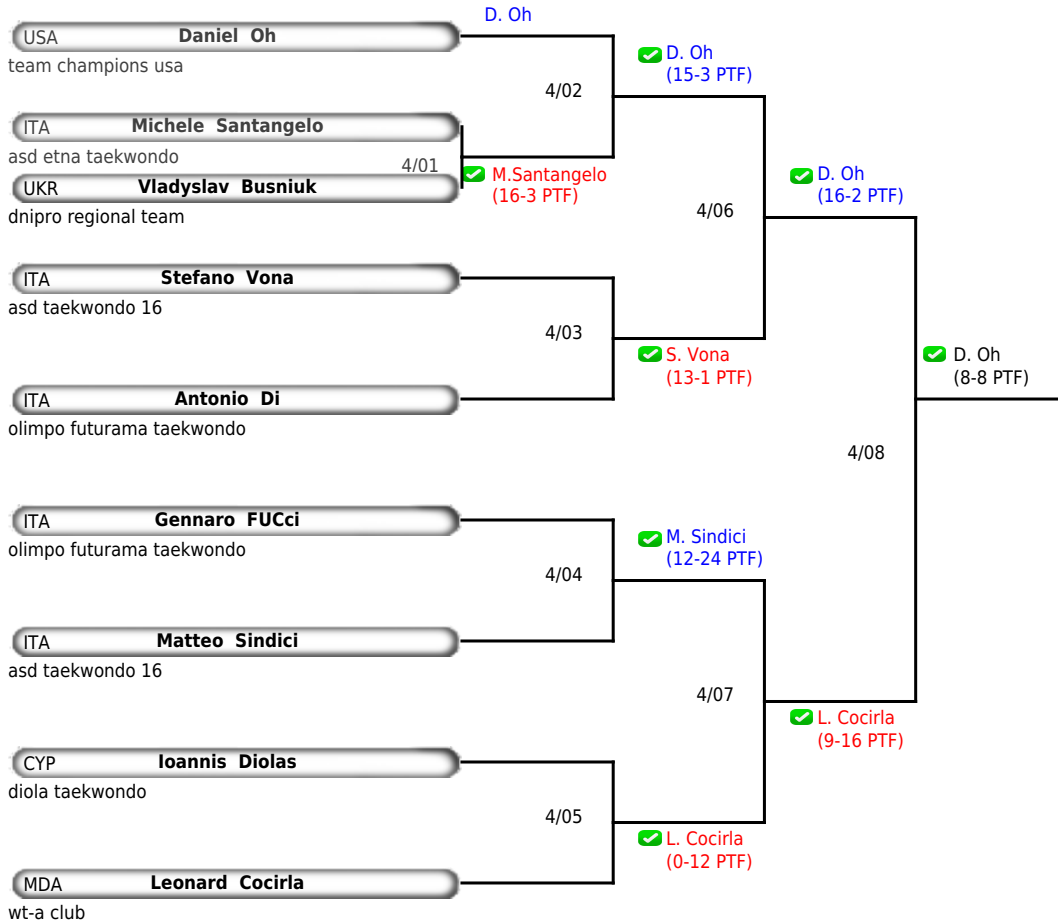 D. Oh
USA Daniel Oh
team champions usa
4/02
D. Oh
(15-3 PTF)
ITA Michele Santangelo
asd etna taekwondo
4/01
M.Santangelo
(16-3 PTF)
UKR Vladyslav Busniuk
dnipro regional team
D. Oh
(16-2 PTF)
4/06
ITA Stefano Vona
asd taekwondo 16
4/03
S. Vona
(13-1 PTF)
ITA Antonio Di
olimpo futurama taekwondo
D. Oh
(8-8 PTF)
4/08
ITA Gennaro FUCci
olimpo futurama taekwondo
4/04
M. Sindici
(12-24 PTF)
ITA Matteo Sindici
asd taekwondo 16
4/07
L. Cocirla
(9-16 PTF)
CYP Ioannis Diolas
diola taekwondo
4/05
L. Cocirla
(0-12 PTF)
MDA Leonard Cocirla
wt-a club